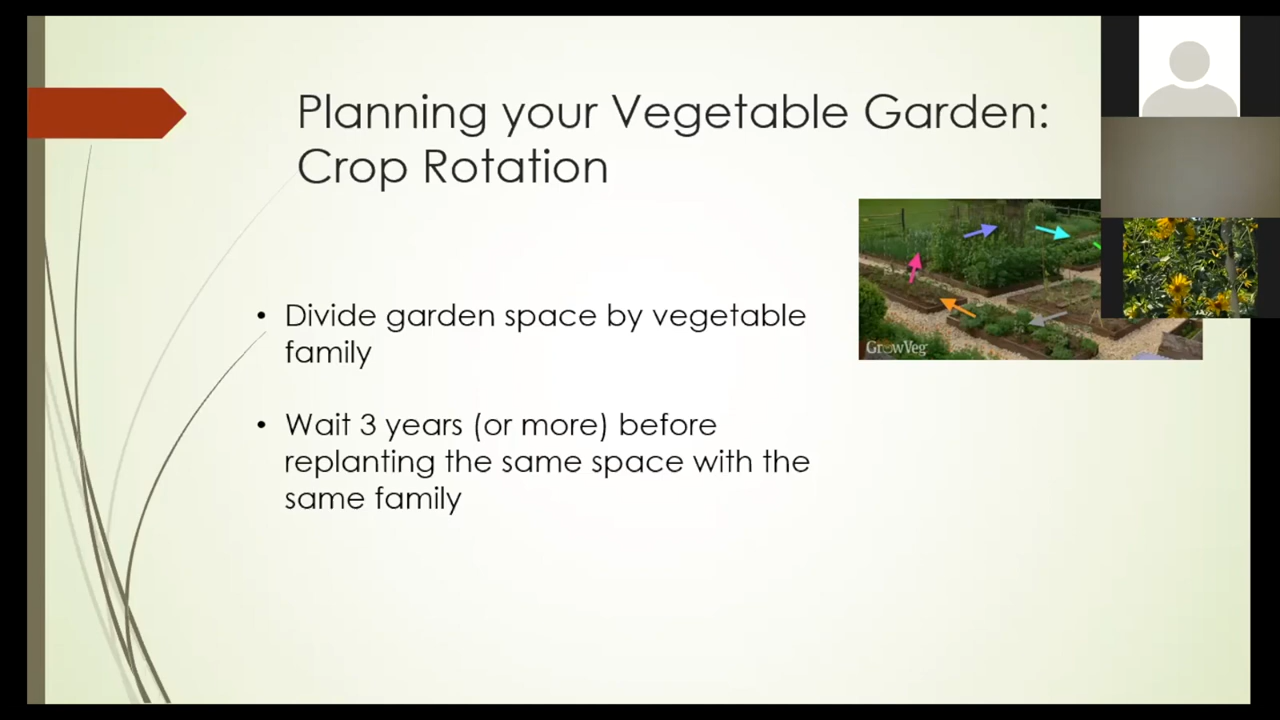 Planning your Vegetable Garden:
Crop Rotation
• Divide garden space by vegetable
family
• Wait 3 years (or more) before
replanting the same space with the
same family
GrowVeg